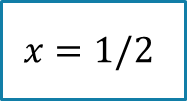 x = 1/2